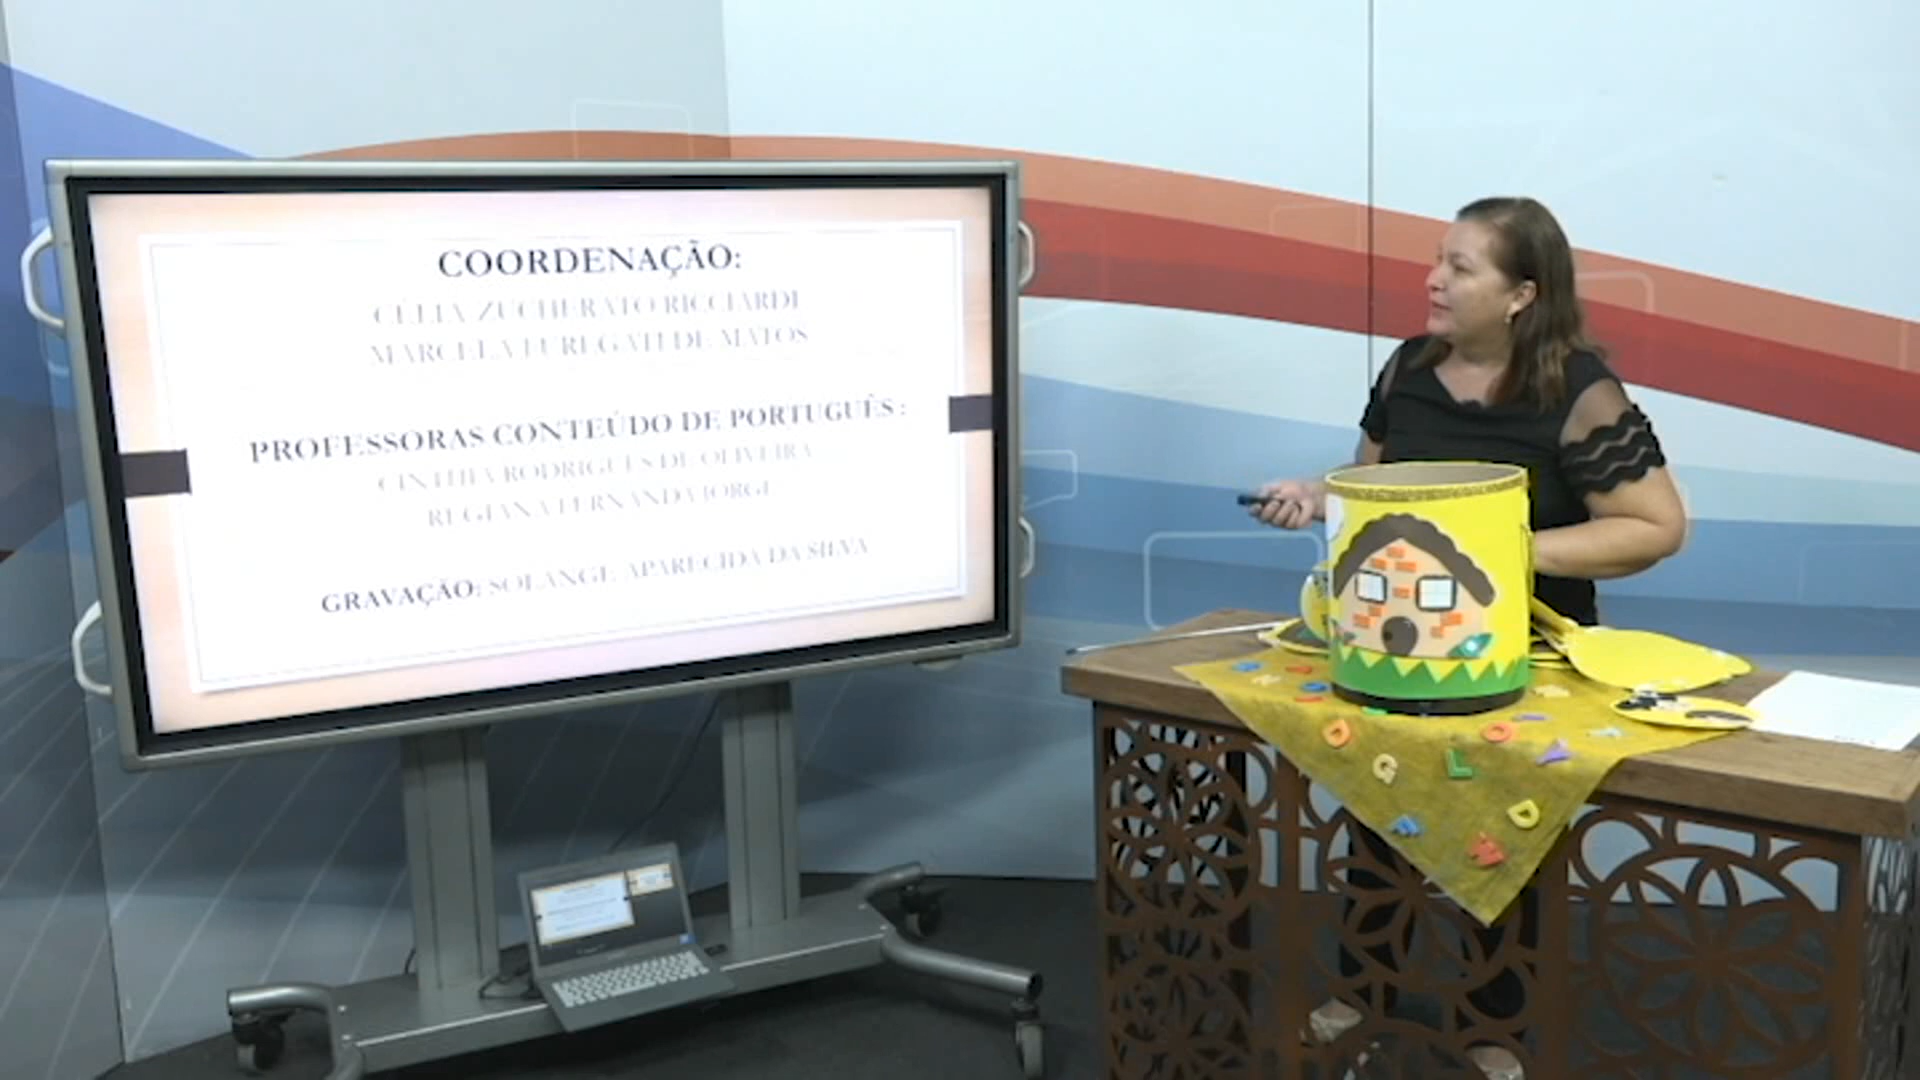 COORDENAÇÃO:
CÉLIA ZUCHERATO RICCIARDI
MARCELA FUREGATI DE MATOS
PROFESSORAS CONTEÚDO DE PORTUGUÊS :
CINTHIA RODRIGUES DE OLIVEIRA
REGIANA FERNANDA JORGE
GRAVAÇÃO: SOLANGE APARECIDA DA SILVA